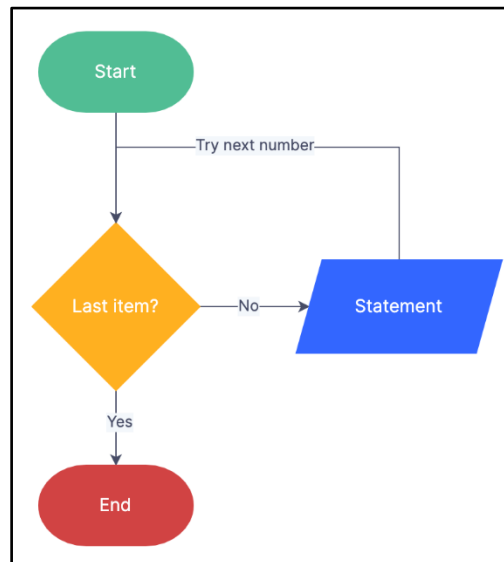 Start
Try next number
Last item?
No
Statement
Yes
End